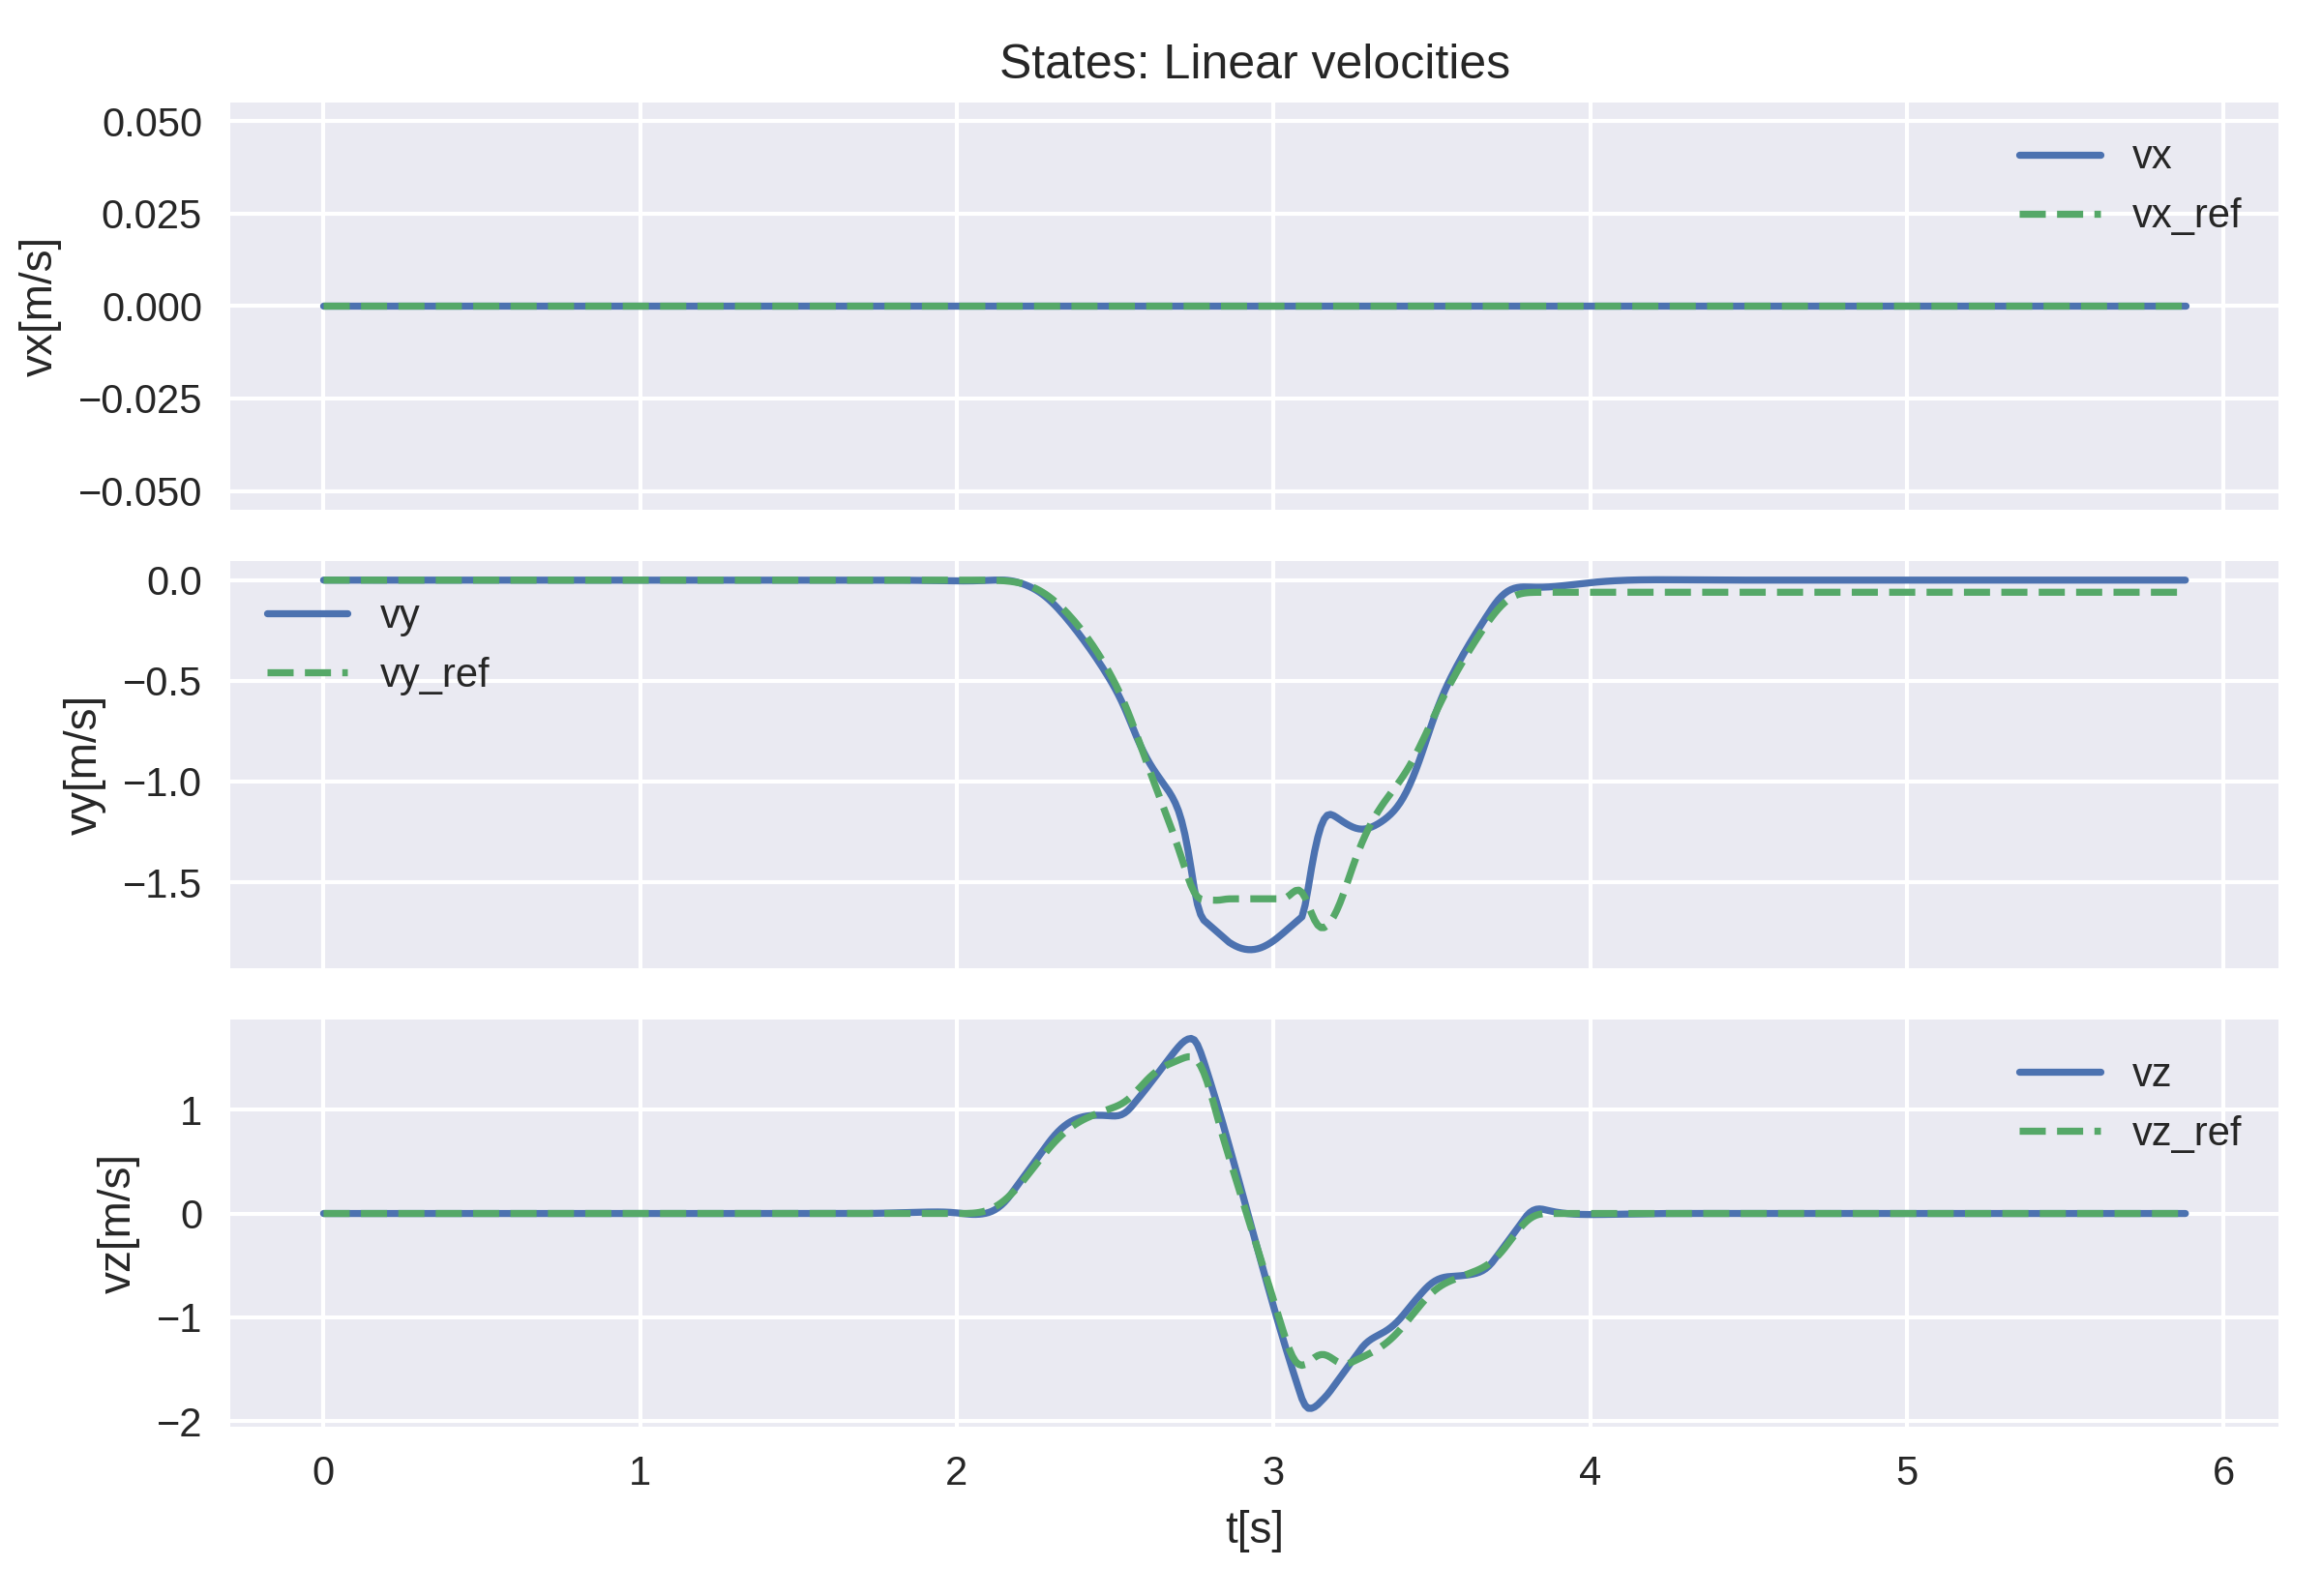 States: Linear velocities
vx[m/s]
0.050
0.025
0.000
−0.025
−0.050
vx
vx_ref
vy[m/s]
0.0
−0.5
−1.0
−1.5
vy
vy_ref
vz[m/s]
1
0
−1
−2
vz
vz_ref
0 1 2 3 4 5 6
t[s]